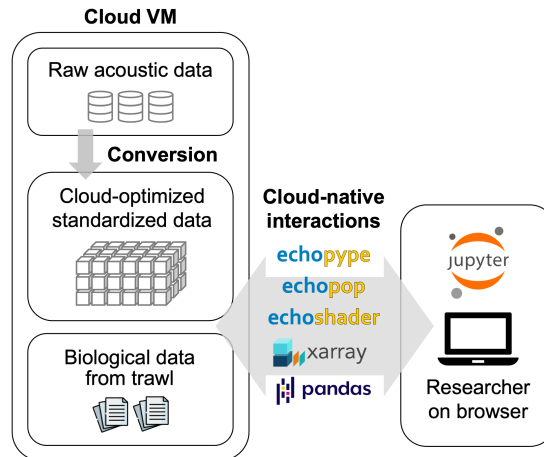 Cloud VM
Raw acoustic data
Conversion
Cloud-optimized
standardized data
Biological data
from trawl
Cloud-native
interactions
echopype
echopop
echoshader
xarray
pandas
jupyter
Researcher
on browser